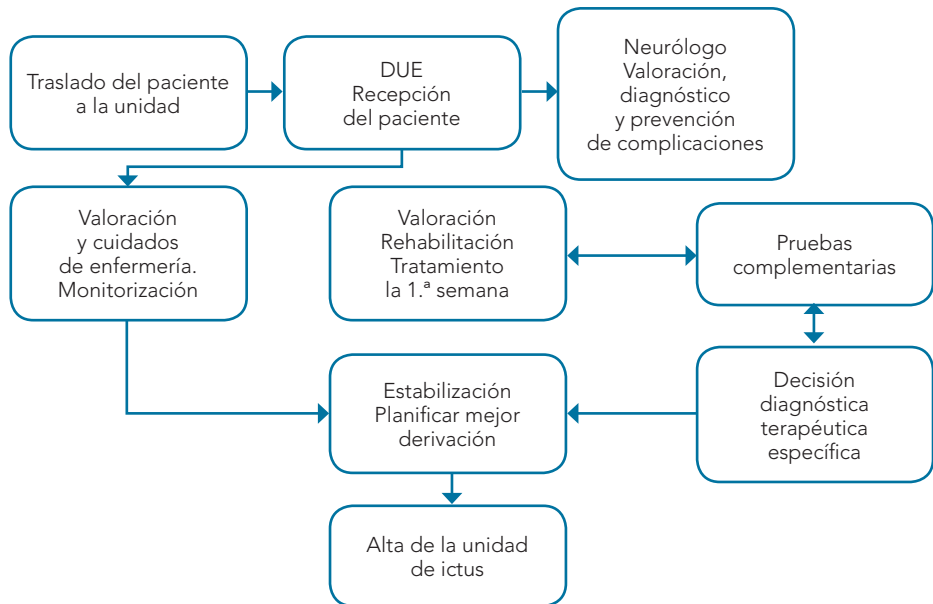 Traslado del paciente
a la unidad
DUE
Recepción
del paciente
Neurólogo
Valoración,
diagnóstico
y prevención
de complicaciones
Valoración
y cuidados
de enfermería.
Monitorización
Valoración
Rehabilitación
Tratamiento
la 1.ª semana
Pruebas
complementarias
Estabilización
Planificar mejor
derivación
Decisión
diagnóstica
terapéutica
específica
Alta de la unidad
de ictus